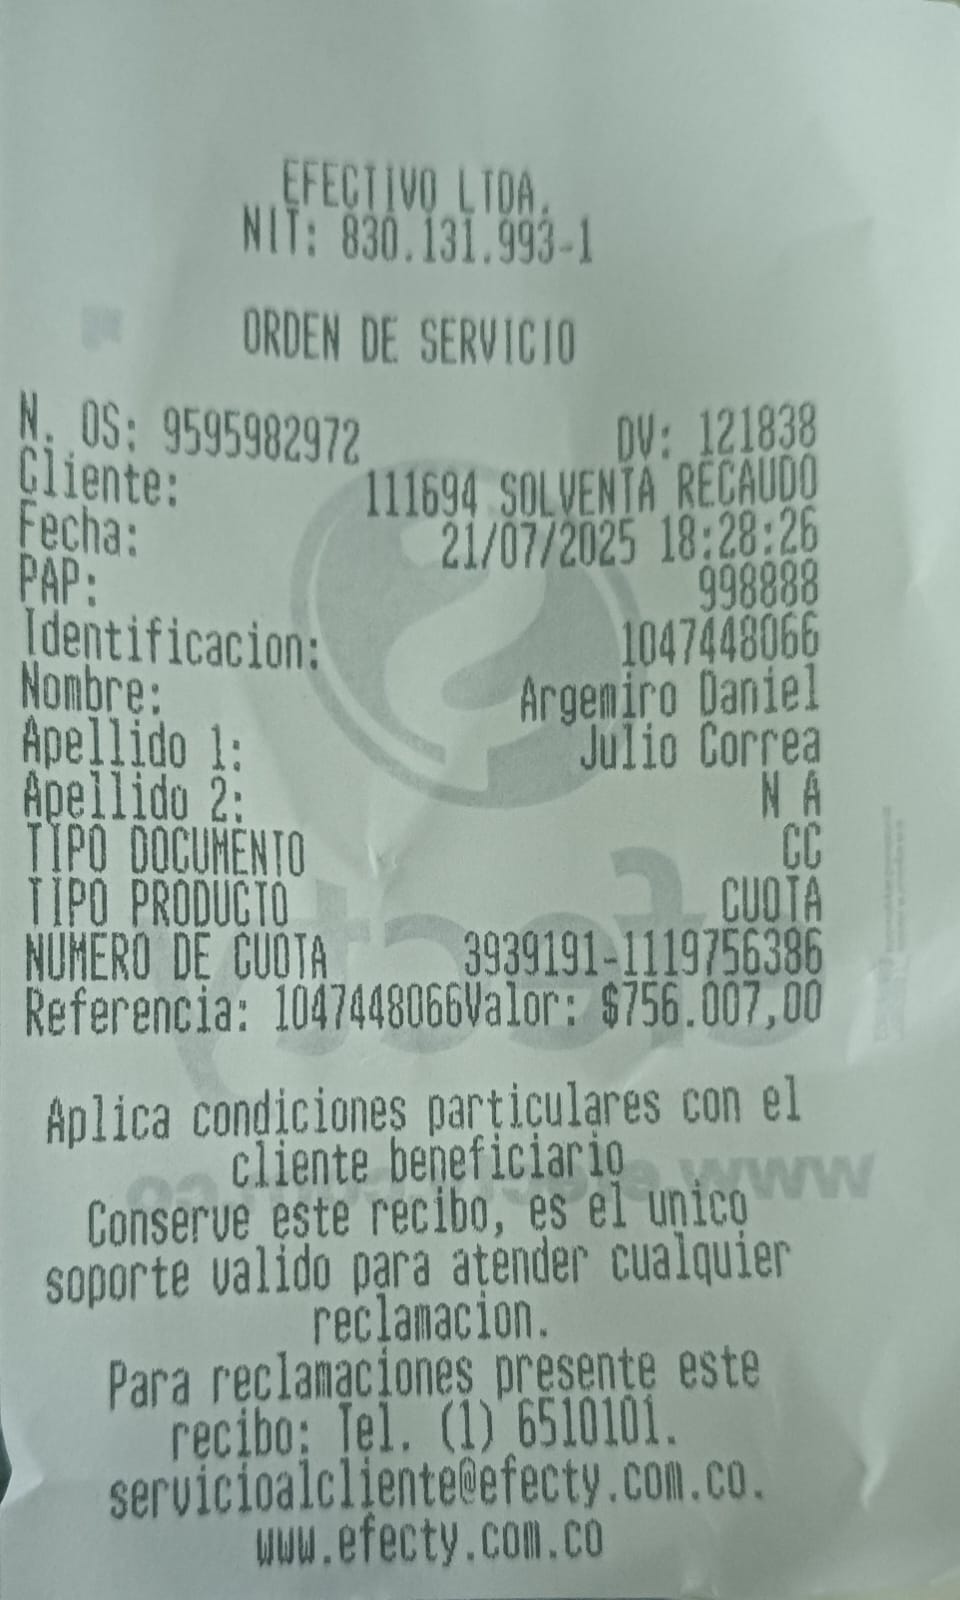 EFECTIVO LTDA.
NIT: 830.131.993-1
ORDEN DE SERVICIO
N. OS: 9595982972 DV: 121838
Cliente: 111694 SOLVENTA RECAUDO
Fecha: 21/07/2025 18:28:26
PAP: 998888
Identificacion: 1047448066
Nombre: Argemiro Daniel
Apellido 1: Julio Correa
Apellido 2: N A
TIPO DOCUMENTO CC
TIPO PRODUCTO CUOTA
NUMERO DE CUOTA 3939191-1119756386
Referencia: 1047448066Valor: $756.007,00
Aplica condiciones particulares con el
cliente beneficiario
Conserve este recibo, es el unico
soporte valido para atender cualquier
reclamacion.
Para reclamaciones presente este
recibo: Tel. (1) 6510101.
servicioalcliente@efecty.com.co.
www.efecty.com.co